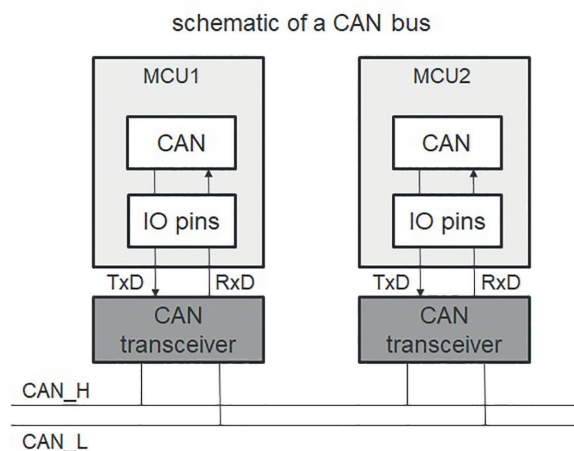 schematic of a CAN bus
MCU1
MCU2
CAN
CAN
IO pins
IO pins
TxD
RxD
TxD
RxD
CAN
transceiver
CAN
transceiver
CAN_H
CAN_L